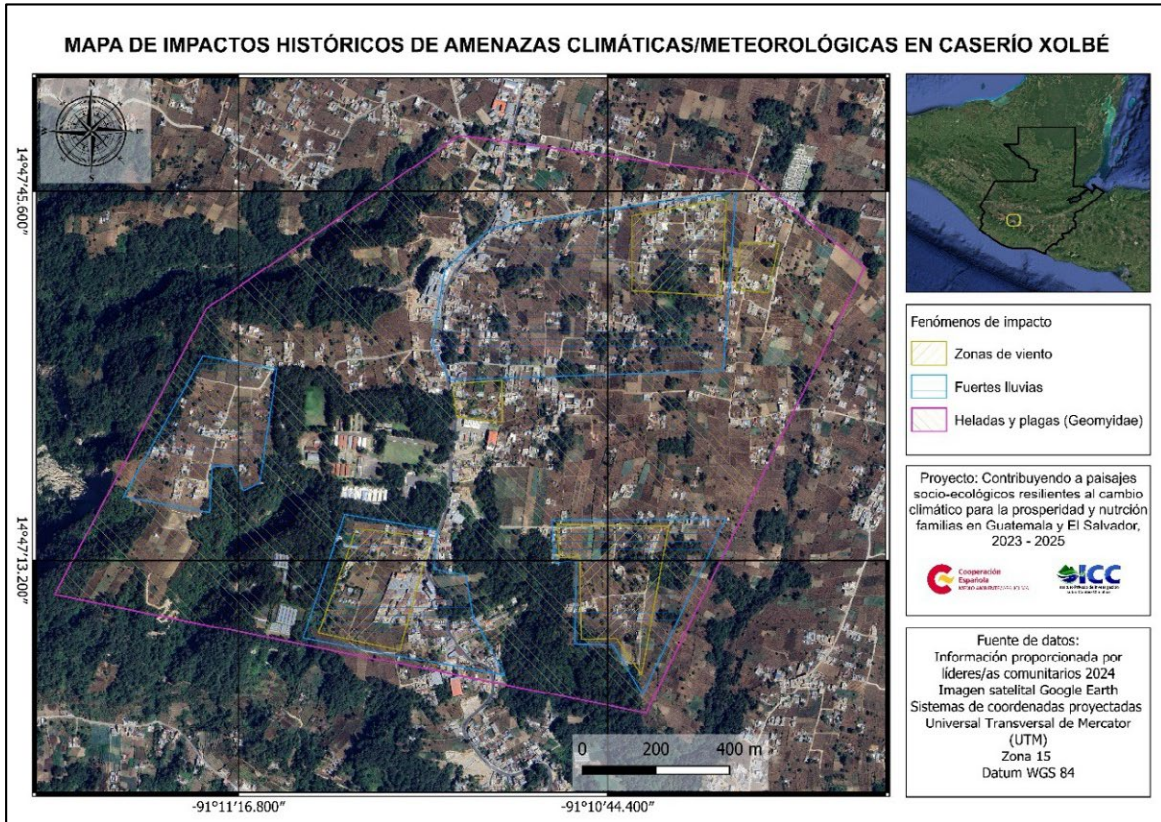 MAPA DE IMPACTOS HISTÓRICOS DE AMENAZAS CLIMÁTICAS/METEOROLÓGICAS EN CASERÍO XOLBÉ
N
14°47'45.600"
14°47'13.200"
-91°11'16.800"
-91°10'44.400"
0 200 400 m
Fenómenos de impacto
Zonas de viento
Fuertes lluvias
Heladas y plagas (Geomyidae)
Proyecto: Contribuyendo a paisajes
socio-ecológicos resilientes al cambio
climático para la prosperidad y nutrción
familias en Guatemala y El Salvador,
2023 - 2025
Cooperación
Española
ICC
Fuente de datos:
Información proporcionada por
líderes/as comunitarios 2024
Imagen satelital Google Earth
Sistemas de coordenadas proyectadas
Universal Transversal de Mercator
(UTM)
Zona 15
Datum WGS 84